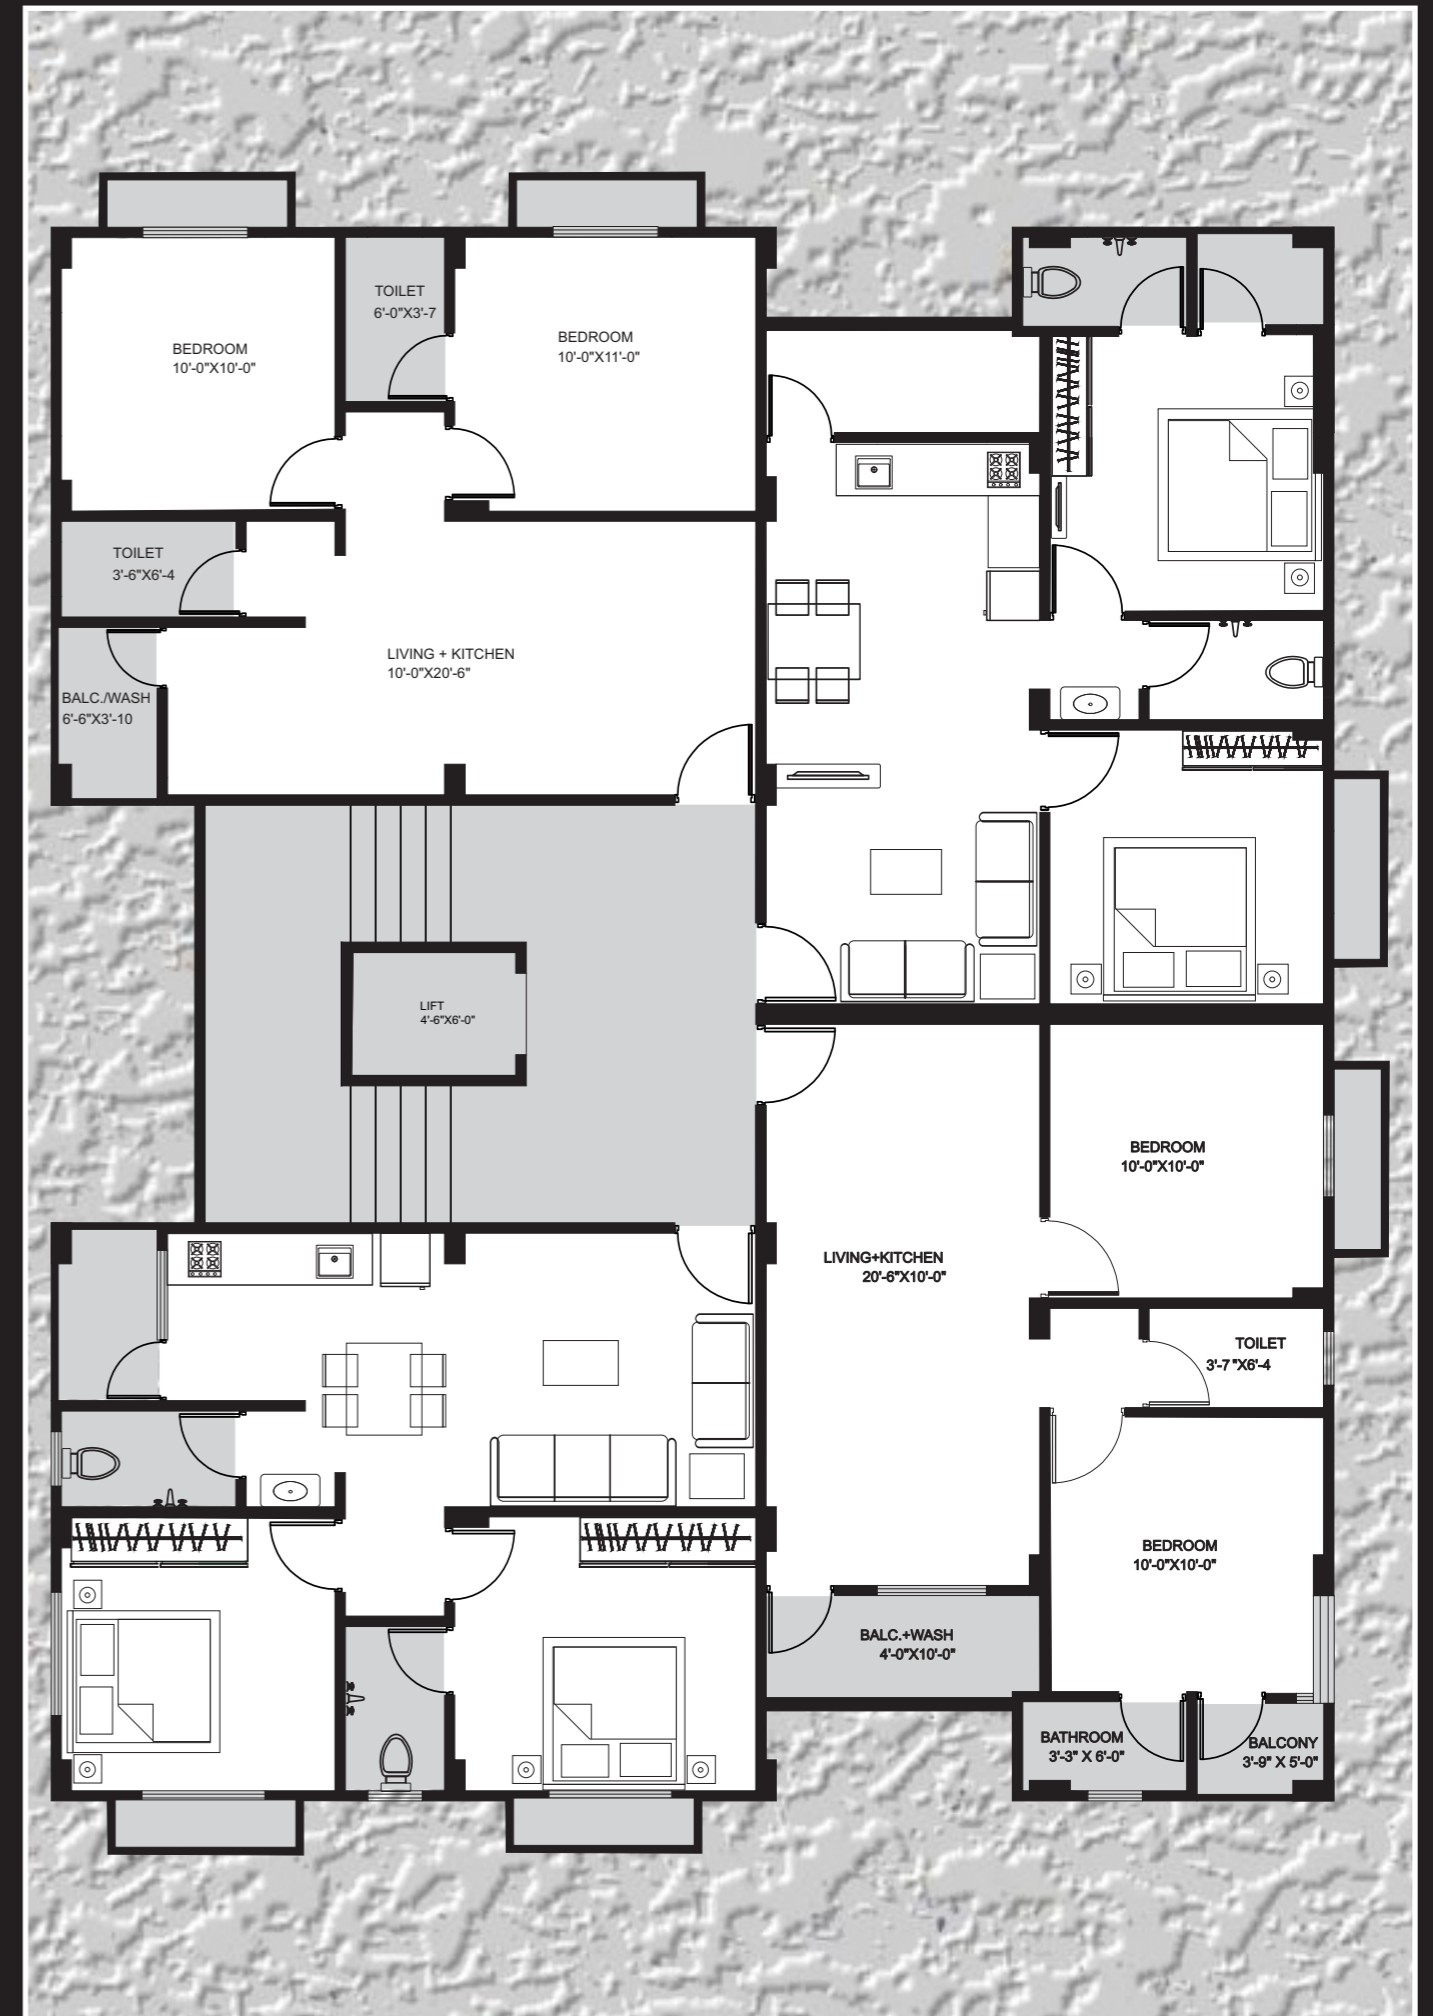 TOILET
6'-0"X3'-7
BEDROOM
10'-0"X11'-0"
BEDROOM
10'-0"X10'-0"
TOILET
3'-6"X6'-4
LIVING + KITCHEN
10'-0"X20'-6"
BALC./WASH
6'-6"X3'-10
LIFT
4'-6"X6'-0"
BEDROOM
10'-0"X10'-0"
LIVING+KITCHEN
20'-6"X10'-0"
TOILET
3'-7"X6'-4
BEDROOM
10'-0"X10'-0"
BALC.+WASH
4'-0"X10'-0"
BATHROOM
3'-3" X 6'-0"
BALCONY
3'-9" X 5'-0"